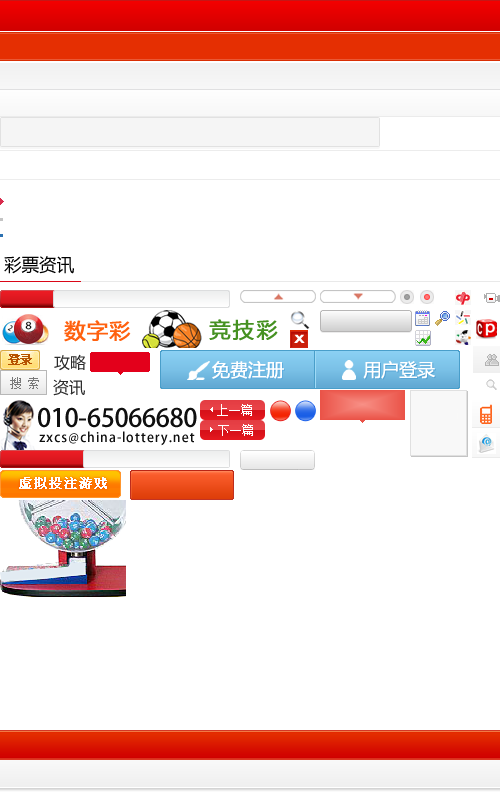 彩票资讯
数字彩
竞技彩
cp
登录
攻略
免费注册
用户登录
搜 索
资讯
010-65066680
zxcs@china-lottery.net
上一篇
下一篇
虚拟投注游戏